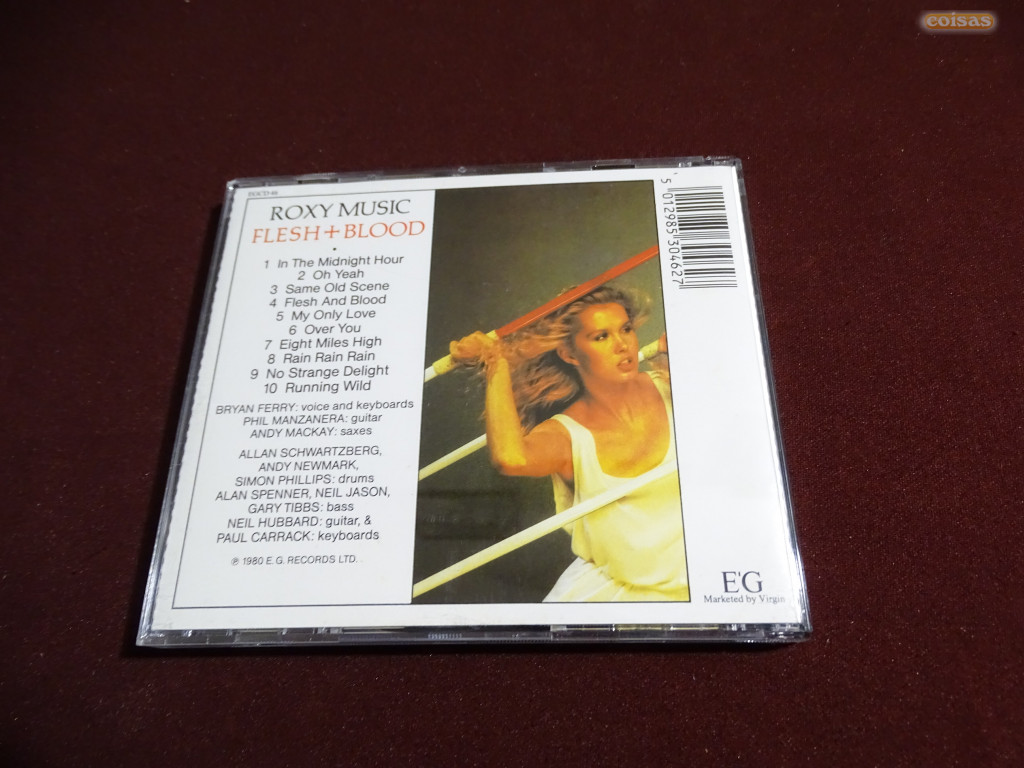 coisas
EGCD 46
ROXY MUSIC
FLESH+BLOOD
1 In The Midnight Hour
2 Oh Yeah
3 Same Old Scene
4 Flesh And Blood
5 My Only Love
6 Over You
7 Eight Miles High
8 Rain Rain Rain
9 No Strange Delight
10 Running Wild
BRYAN FERRY: voice and keyboards
PHIL MANZANERA: guitar
ANDY MACKAY: saxes
ALLAN SCHWARTZBERG,
ANDY NEWMARK,
SIMON PHILLIPS: drums
ALAN SPENNER, NEIL JASON,
GARY TIBBS: bass
NEIL HUBBARD: guitar, &
PAUL CARRACK: keyboards
℗ 1980 E.G. RECORDS LTD.
5 012985 304627
E'G
Marketed by Virgin